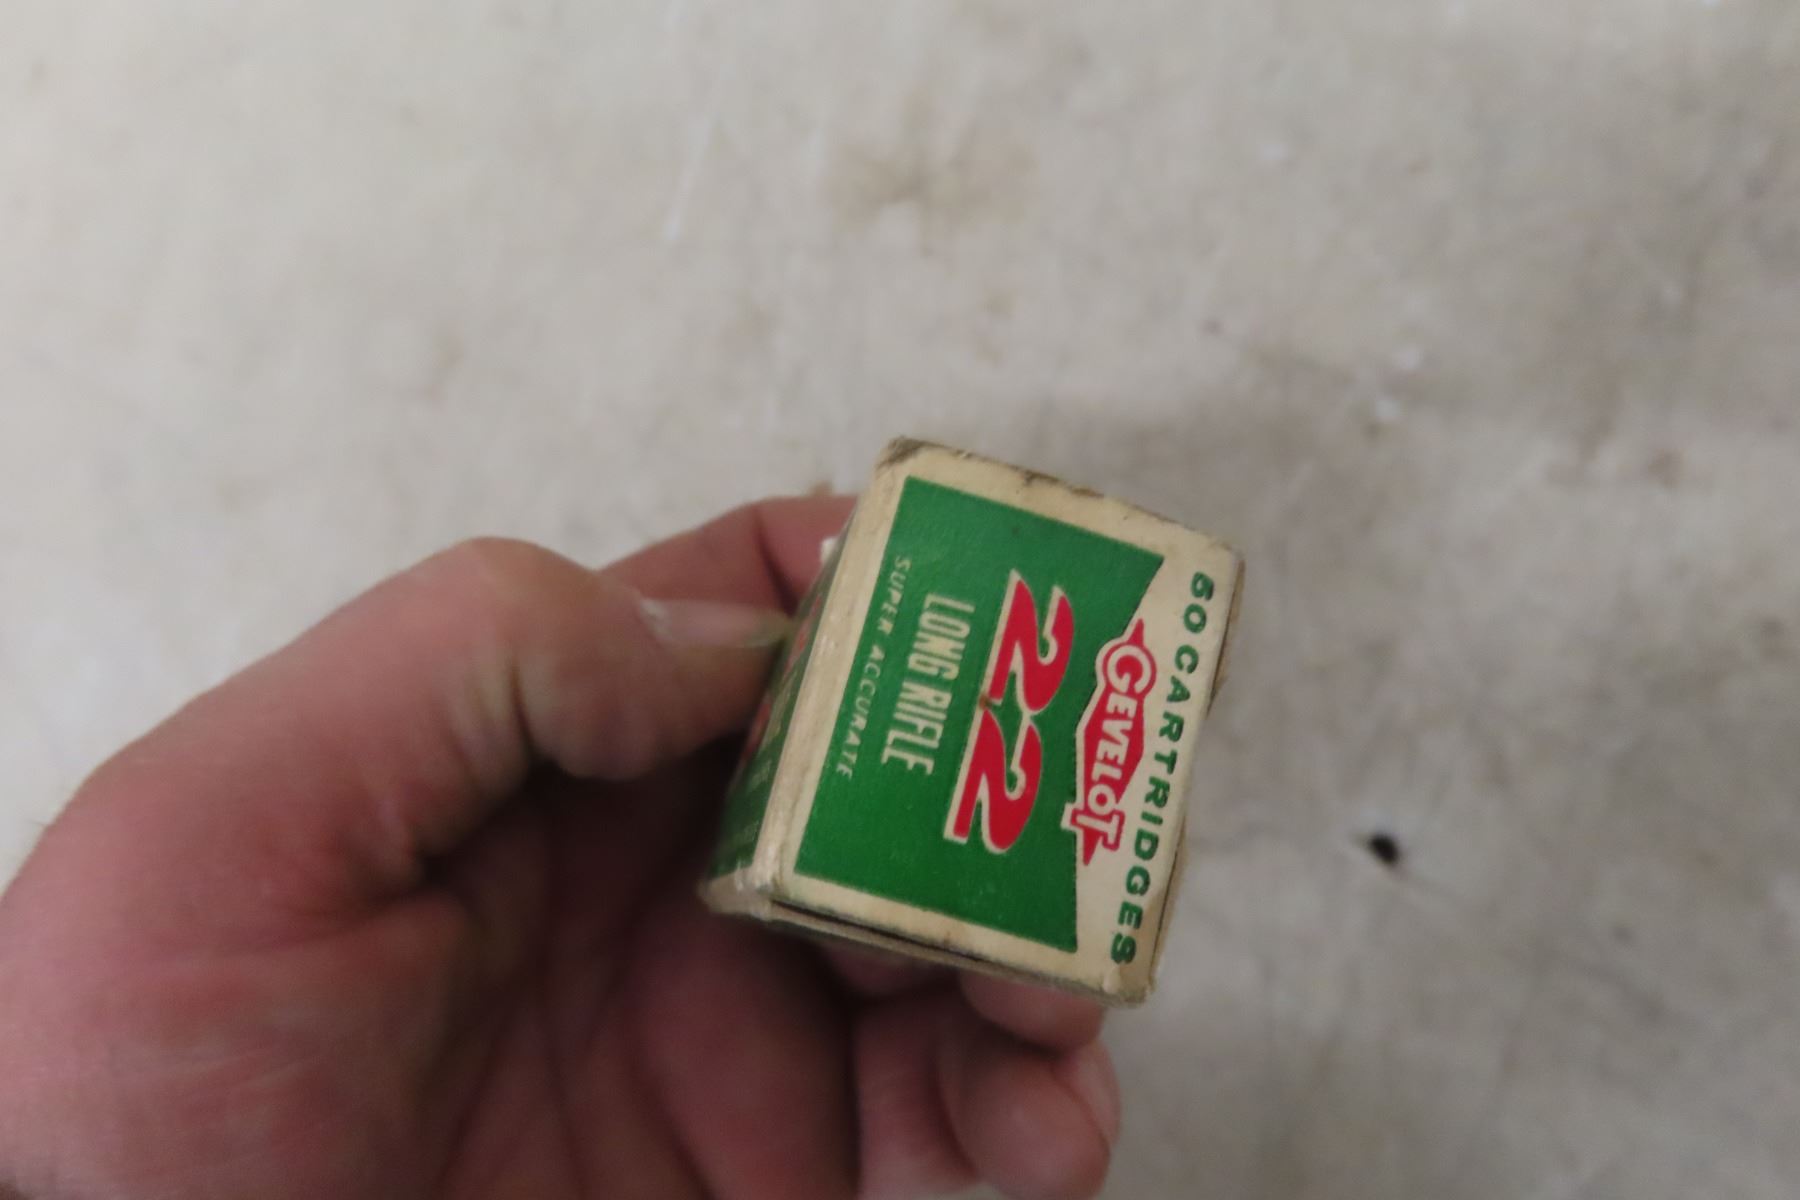 50 CARTRIDGES
GEVELOT
22
LONG RIFLE
SUPER ACCURATE